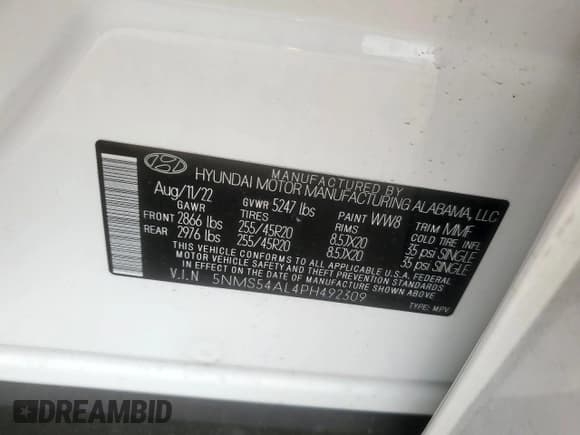 MANUFACTURED BY
HYUNDAI MOTOR MANUFACTURING ALABAMA, LLC
Aug/11/22 GVWR 5247 lbs PAINT WW8 TRIM MMF
GAWR TIRES RIMS COLD TIRE INFL
FRONT 2866 lbs 255/45R20 8.5JX20 35 psi SINGLE
REAR 2976 lbs 255/45R20 8.5JX20 35 psi SINGLE
THIS VEHICLE CONFORMS TO ALL APPLICABLE U.S.A. FEDERAL
MOTOR VEHICLE SAFETY AND THEFT PREVENTION STANDARDS
IN EFFECT ON THE DATE OF MANUFACTURE SHOWN ABOVE
V.I.N 5NMS54AL4PH492309
TYPE: MPV
DREAMBID